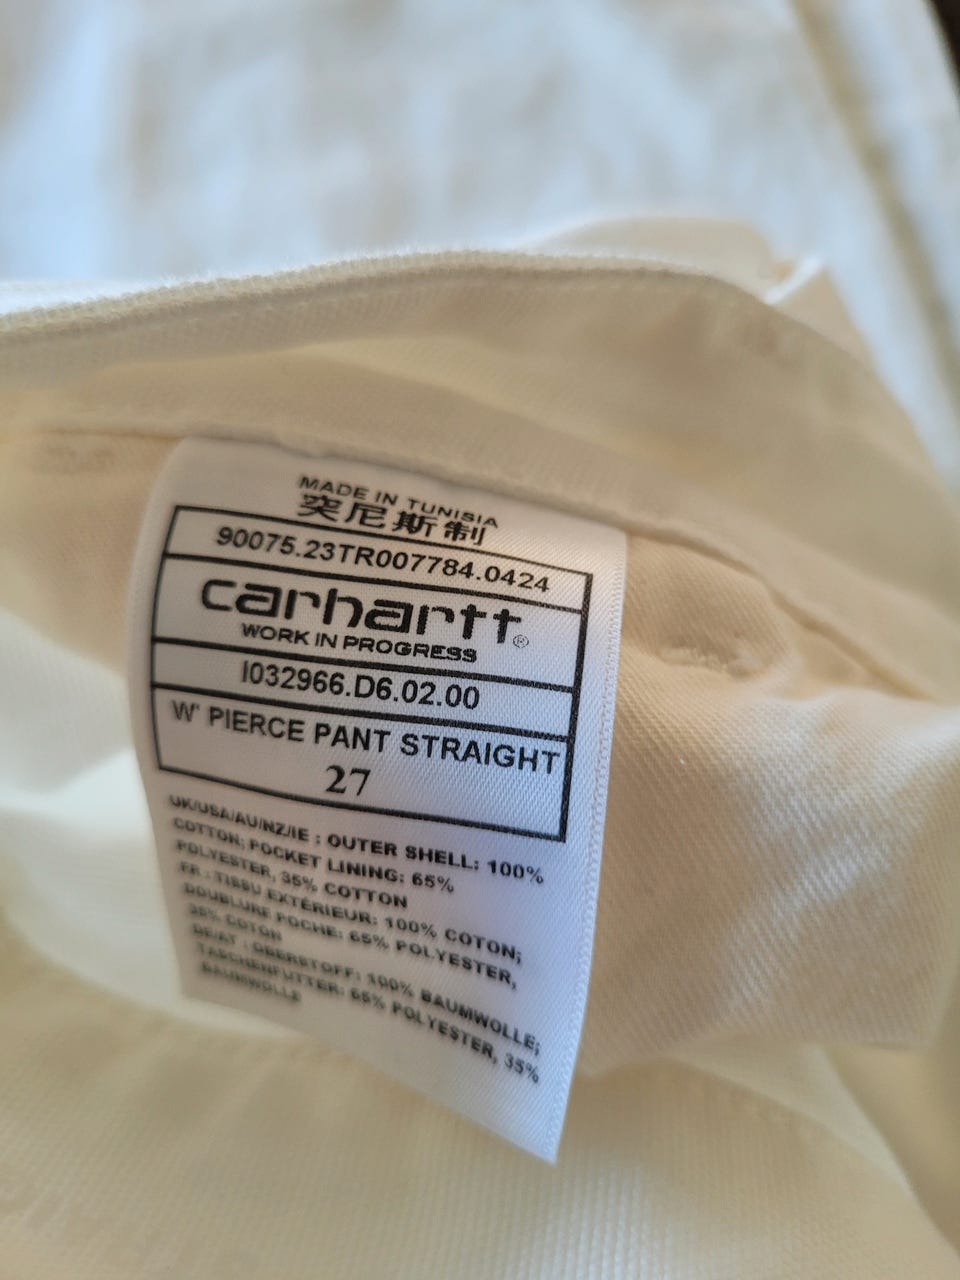 MADE IN TUNISIA
突尼斯制
90075.23TR007784.0424
carhartt®
WORK IN PROGRESS
I032966.D6.02.00
W' PIERCE PANT STRAIGHT
27
UK/USA/AU/NZ/IE : OUTER SHELL: 100%
COTTON; POCKET LINING: 65%
POLYESTER, 35% COTTON
FR : TISSU EXTÉRIEUR: 100% COTON;
DOUBLURE POCHE: 65% POLYESTER,
35% COTON
DE/AT : OBERSTOFF: 100% BAUMWOLLE;
TASCHENFUTTER: 65% POLYESTER, 35%
BAUMWOLLE